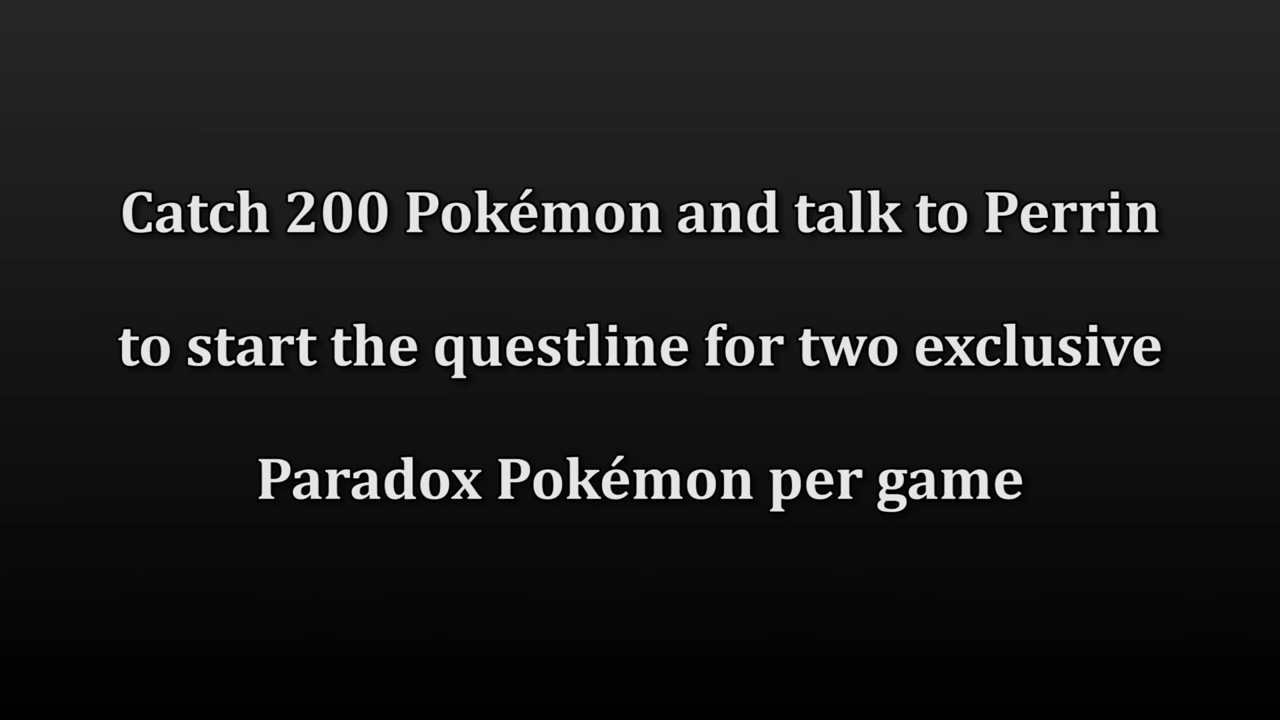 Catch 200 Pokémon and talk to Perrin
to start the questline for two exclusive
Paradox Pokémon per game